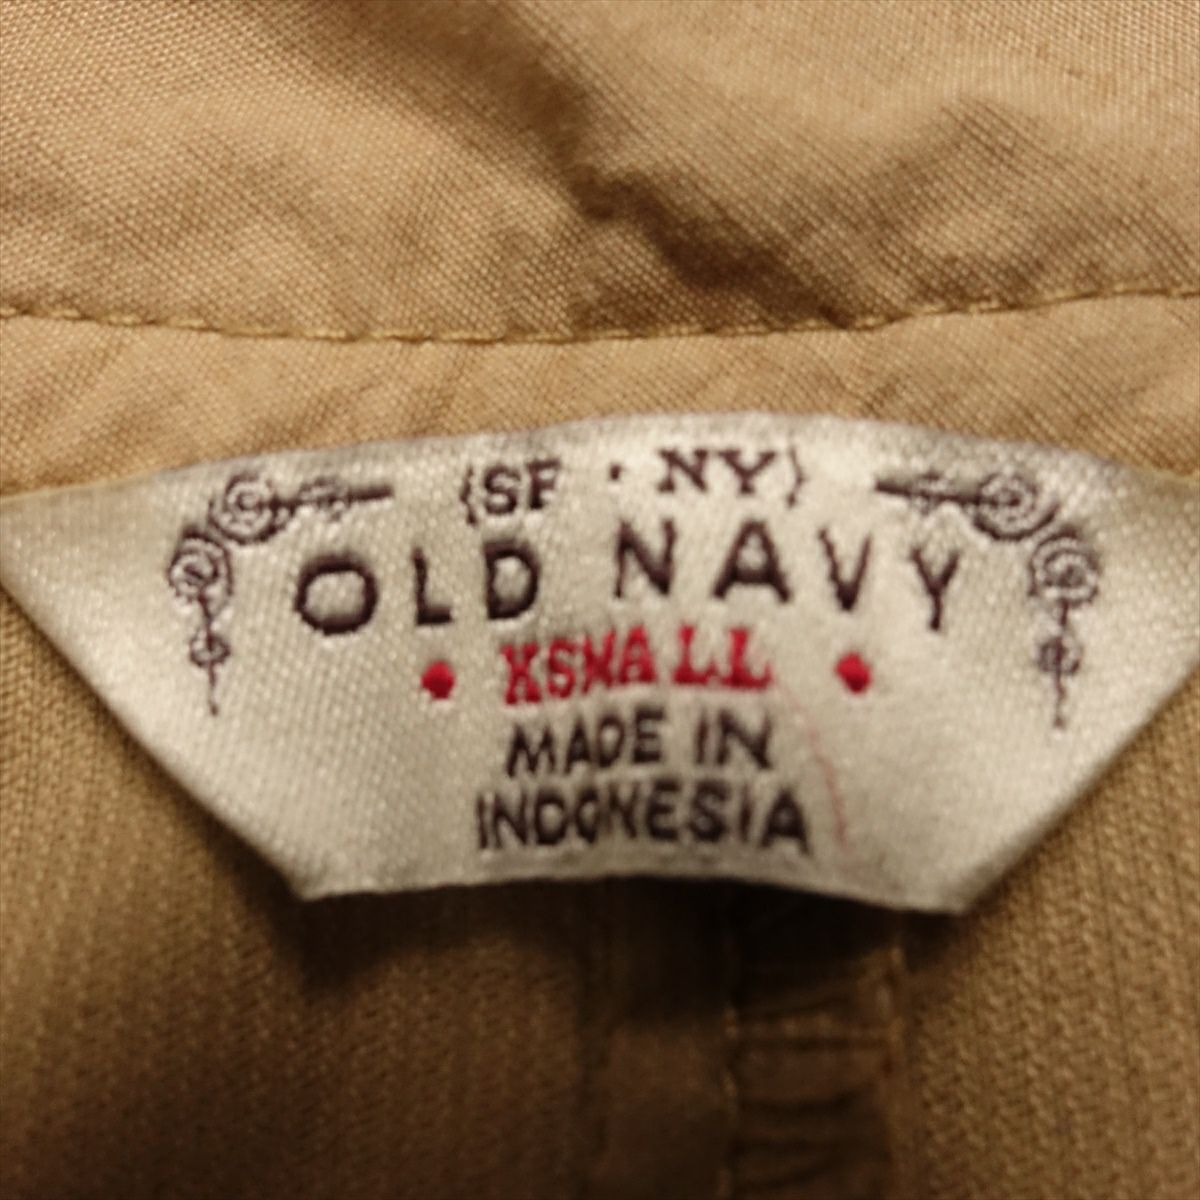 {SF · NY}
OLD NAVY
• XSMALL •
MADE IN
INDONESIA